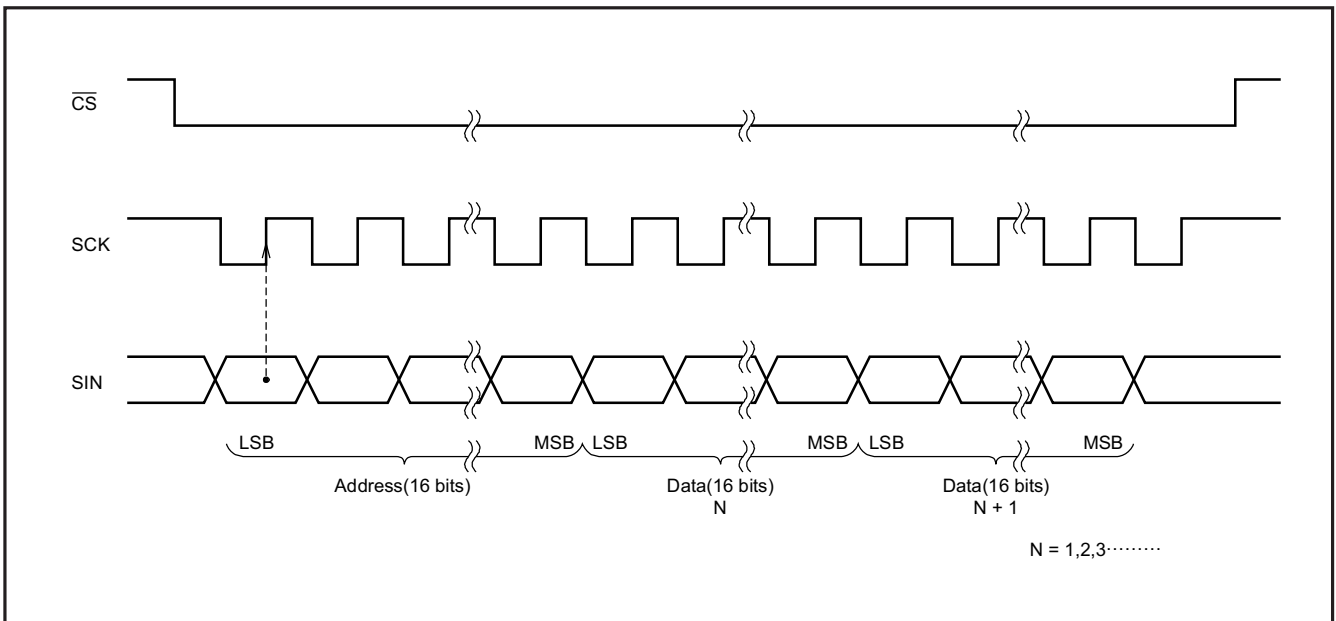 CS
SCK
SIN
LSB MSB LSB MSB LSB MSB
Address(16 bits) Data(16 bits) Data(16 bits)
N N + 1
N = 1,2,3·········